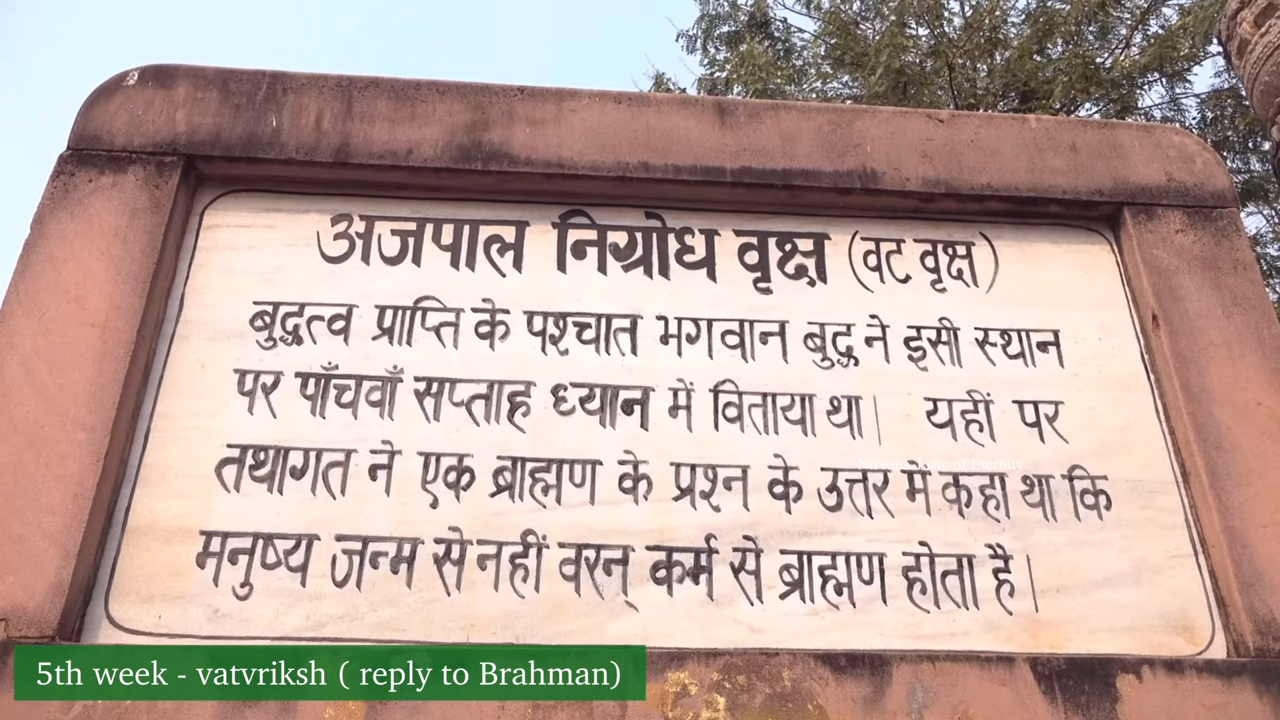 अजपाल निग्रोध वृक्ष (वट वृक्ष)
बुद्धत्व प्राप्ति के पश्चात भगवान बुद्ध ने इसी स्थान
पर पाँचवाँ सप्ताह ध्यान में विताया था। यहीं पर
तथागत ने एक ब्राह्मण के प्रश्न के उत्तर में कहा था कि
मनुष्य जन्म से नहीं वरन् कर्म से ब्राह्मण होता है।
5th week - vatvriksh ( reply to Brahman)